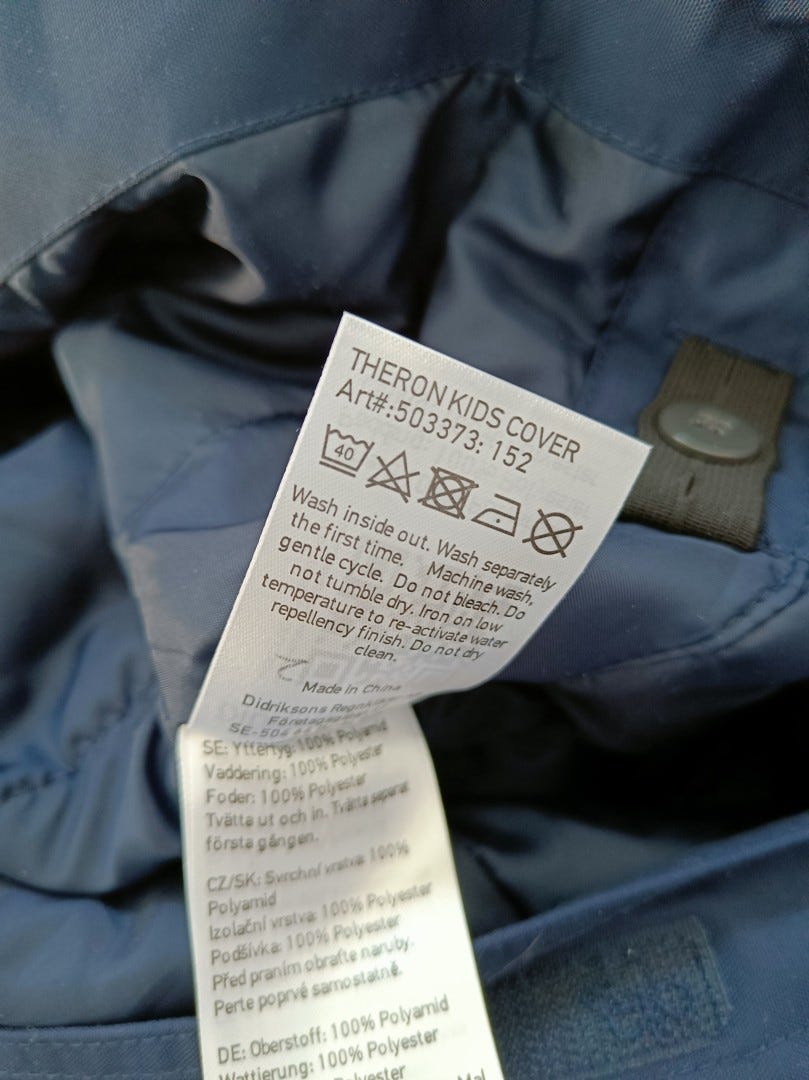 THERON KIDS COVER
Art#:503373: 152
40
Wash inside out. Wash separately
the first time. Machine wash,
gentle cycle. Do not bleach. Do
not tumble dry. Iron on low
temperature to re-activate water
repellency finish. Do not dry
clean.
Made in China
Didriksons
SE-50
SE: Yttertyg: 100% Polyamid
Vaddering: 100% Polyester
Foder: 100% Polyester
Tvätta ut och in. Tvätta separat
första gången.
CZ/SK: Svrchní vrstva: 100%
Polyamid
Izolační vrstva: 100% Polyester
Podšívka: 100% Polyester
Před praním obraťte naruby.
Perte poprvé samostatně.
DE: Oberstoff: 100% Polyamid
Wattierung: 100% Polyester
Mal